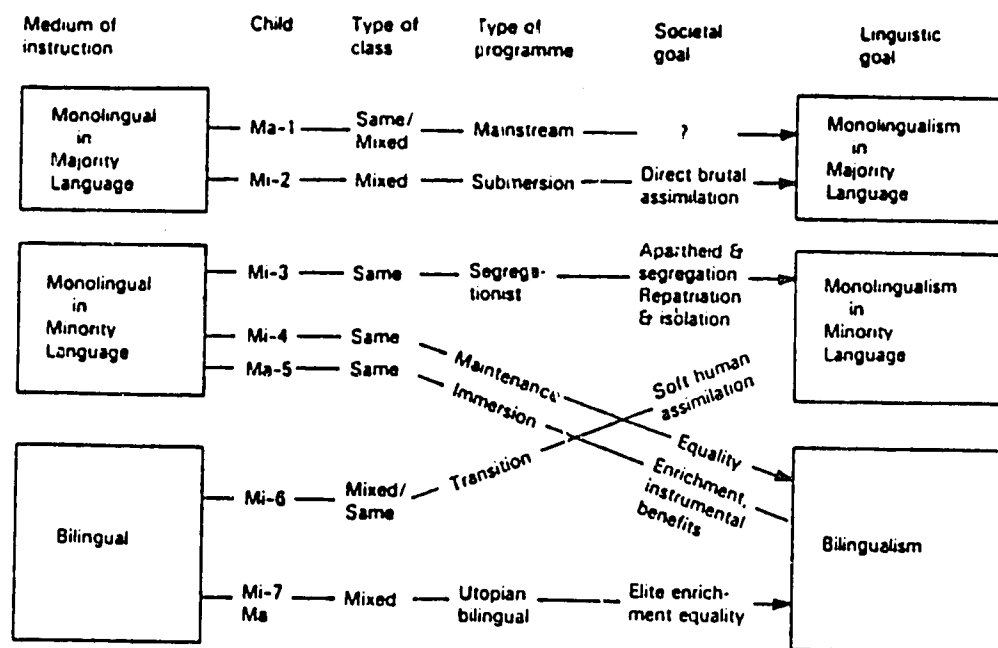 Medium of instruction
Child
Type of class
Type of programme
Societal goal
Linguistic goal
Monolingual
in
Majority
Language
Ma-1
Same/
Mixed
Mainstream
?
Monolingualism
in
Majority
Language
Mi-2
Mixed
Submersion
Direct brutal
assimilation
Monolingual
in
Minority
Language
Mi-3
Same
Segrega-
tionist
Apartheid &
segregation
Repatriation
& isolation
Monolingualism
in
Minority
Language
Mi-4
Same
Maintenance
Equality
Ma-5
Same
Immersion
Enrichment,
instrumental
benefits
Bilingual
Mi-6
Mixed/
Same
Transition
Soft human
assimilation
Bilingualism
Mi-7
Ma
Mixed
Utopian
bilingual
Elite enrich-
ment equality